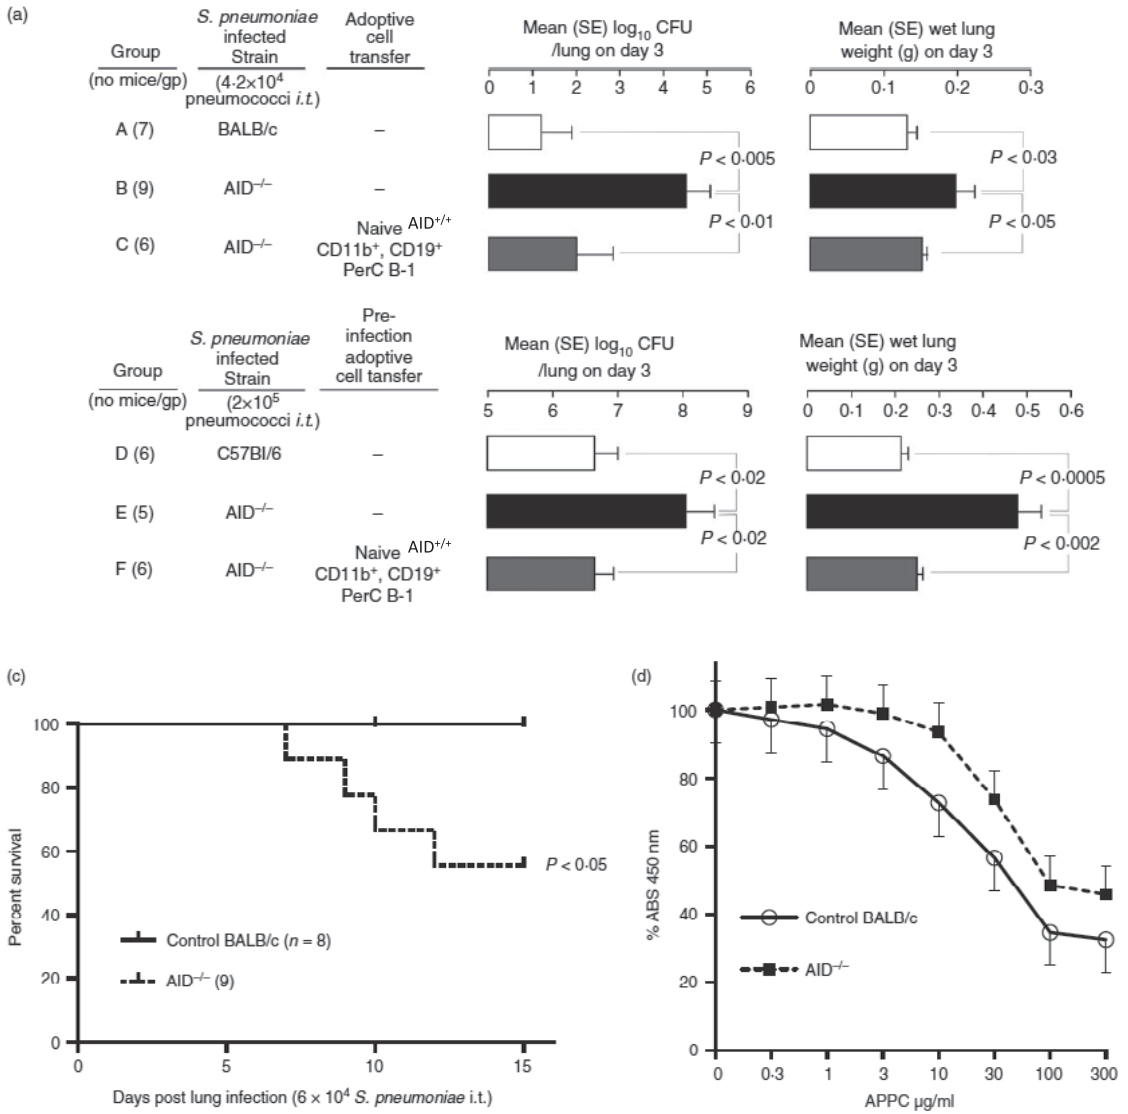 (a)
Group
(no mice/gp)
S. pneumoniae
infected
Strain
(4·2×10⁴
pneumococci i.t.)
Adoptive
cell
transfer
Mean (SE) log₁₀ CFU
/lung on day 3
0 1 2 3 4 5 6
Mean (SE) wet lung
weight (g) on day 3
0 0·1 0·2 0·3
A (7) BALB/c –
P < 0·005 P < 0·03
B (9) AID⁻/⁻ –
P < 0·01 P < 0·05
C (6) AID⁻/⁻
Naive AID⁺/⁺
CD11b⁺, CD19⁺
PerC B-1
Group
(no mice/gp)
S. pneumoniae
infected
Strain
(2×10⁵
pneumococci i.t.)
Pre-
infection
adoptive
cell tansfer
Mean (SE) log₁₀ CFU
/lung on day 3
5 6 7 8 9
Mean (SE) wet lung
weight (g) on day 3
0 0·1 0·2 0·3 0·4 0·5 0·6
D (6) C57Bl/6 –
P < 0·02 P < 0·0005
E (5) AID⁻/⁻ –
P < 0·02 P < 0·002
F (6) AID⁻/⁻
Naive AID⁺/⁺
CD11b⁺, CD19⁺
PerC B-1
(c)
Percent survival
100
80
60
40
20
0
P < 0·05
Control BALB/c (n = 8)
AID⁻/⁻ (9)
0 5 10 15
Days post lung infection (6 × 10⁴ S. pneumoniae i.t.)
(d)
% ABS 450 nm
100
80
60
40
20
0
Control BALB/c
AID⁻/⁻
0 0·3 1 3 10 30 100 300
APPC µg/ml